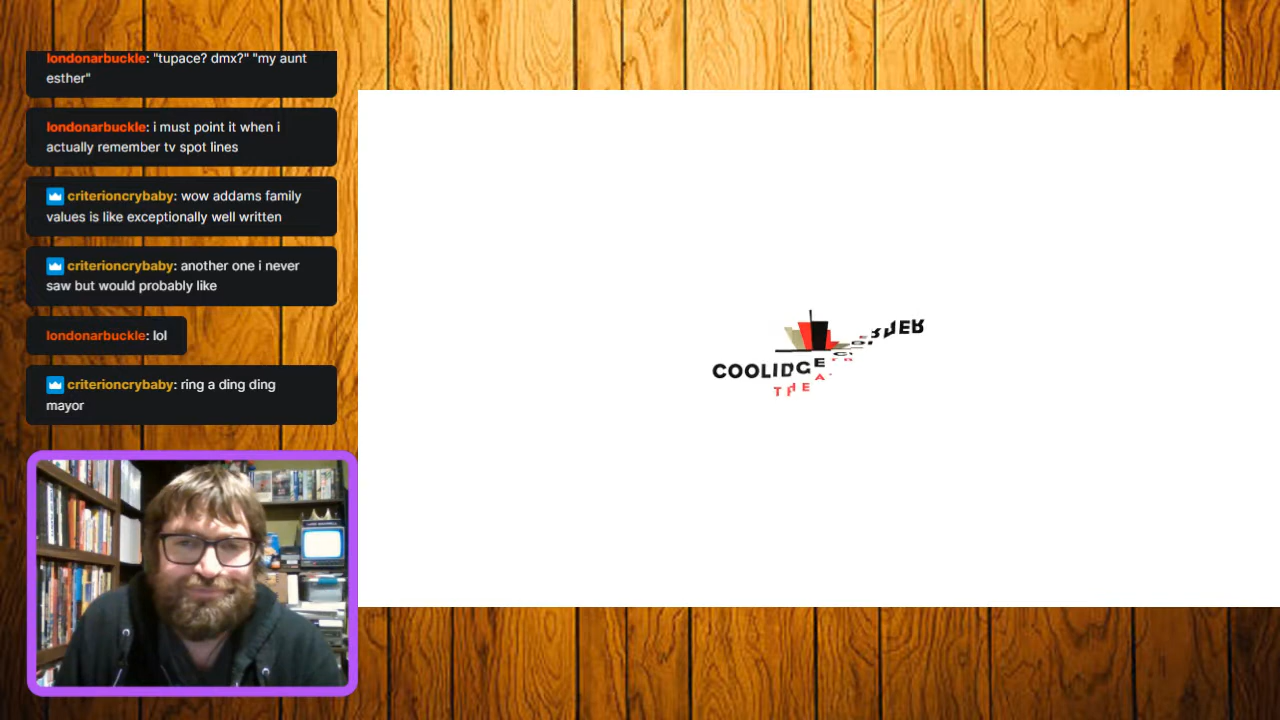 londonarbuckle: "tupace? dmx?" "my aunt
esther"
londonarbuckle: i must point it when i
actually remember tv spot lines
criterioncrybaby: wow addams family
values is like exceptionally well written
criterioncrybaby: another one i never
saw but would probably like
londonarbuckle: lol
criterioncrybaby: ring a ding ding
mayor
COOLIDGE